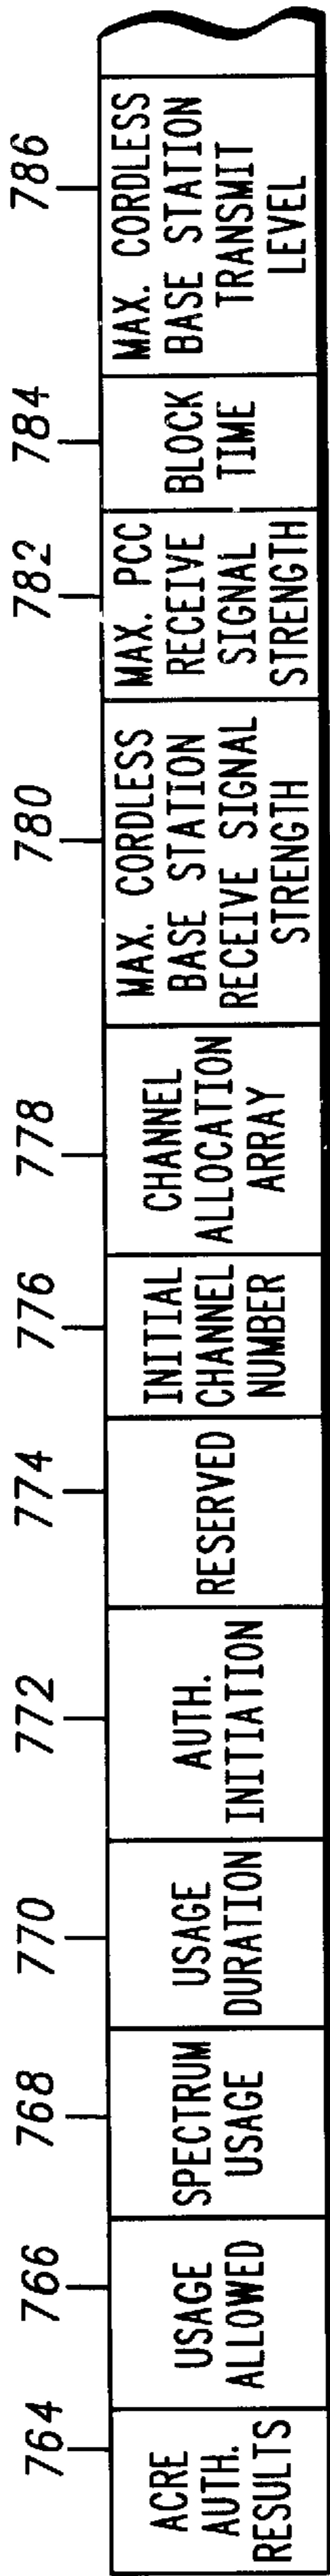 764 766 768 770 772 774 776 778 780 782 784 786
ACRE
AUTH.
RESULTS
USAGE
ALLOWED
SPECTRUM
USAGE
USAGE
DURATION
AUTH.
INITIATION
RESERVED
INITIAL
CHANNEL
NUMBER
CHANNEL
ALLOCATION
ARRAY
MAX. CORDLESS
BASE STATION
RECEIVE SIGNAL
STRENGTH
MAX. PCC
RECEIVE
SIGNAL
STRENGTH
BLOCK
TIME
MAX. CORDLESS
BASE STATION
TRANSMIT
LEVEL